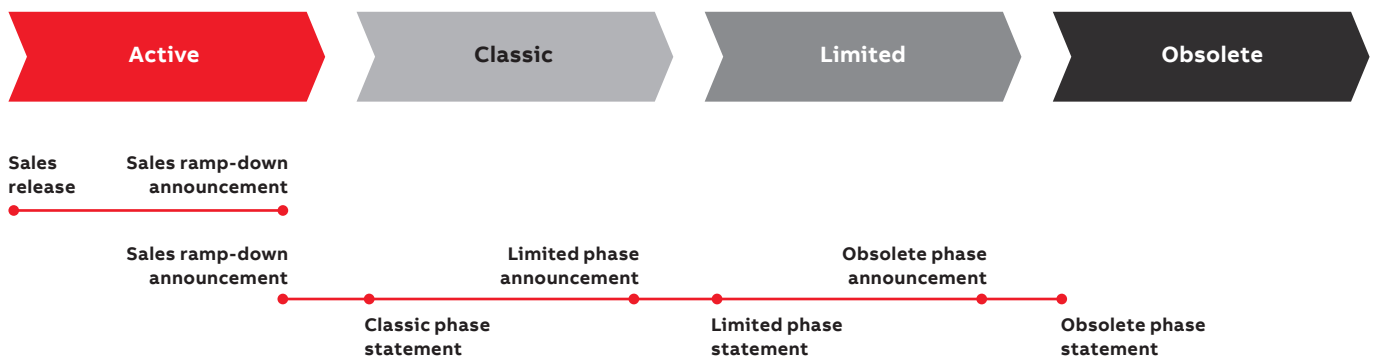 Active
Classic
Limited
Obsolete
Sales
release
Sales ramp-down
announcement
Sales ramp-down
announcement
Limited phase
announcement
Obsolete phase
announcement
Classic phase
statement
Limited phase
statement
Obsolete phase
statement